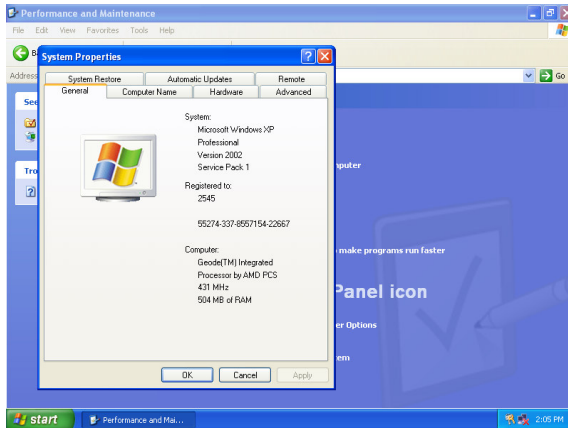 Performance and Maintenance
File Edit View Favorites Tools Help
Address
Go
System Properties
System Restore Automatic Updates Remote
General Computer Name Hardware Advanced
System:
Microsoft Windows XP
Professional
Version 2002
Service Pack 1
Registered to:
2545
55274-337-8557154-22667
Computer:
Geode(TM) Integrated
Processor by AMD PCS
431 MHz
504 MB of RAM
OK Cancel Apply
See
Tro
mputer
make programs run faster
Panel icon
er Options
tem
start
Performance and Mai...
2:05 PM